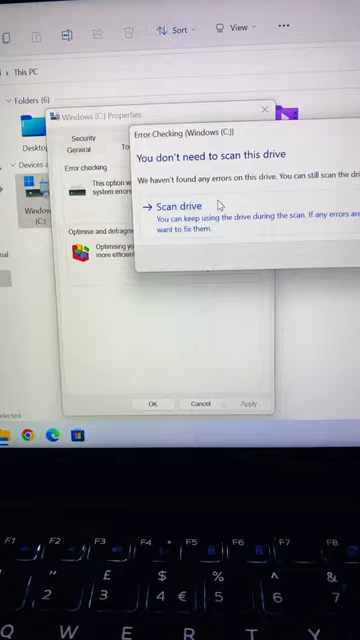 Sort
View
This PC
Folders (6)
Windows (C:) Properties
Security
General
Error checking
This option w
system errors
Optimise and defragme
Optimising yo
more efficien
Error Checking (Windows (C:))
You don't need to scan this drive
We haven't found any errors on this drive. You can still scan the dri
Scan drive
You can keep using the drive during the scan. If any errors are
want to fix them.
Desktop
Devices a
Window
(C:)
nal
OK Cancel Apply
elected
F1 F2 F3 F4 F5 F6 F7 F8
" £ $ % ^ &
2 3 4 € 5 6 7
Q W E R T Y